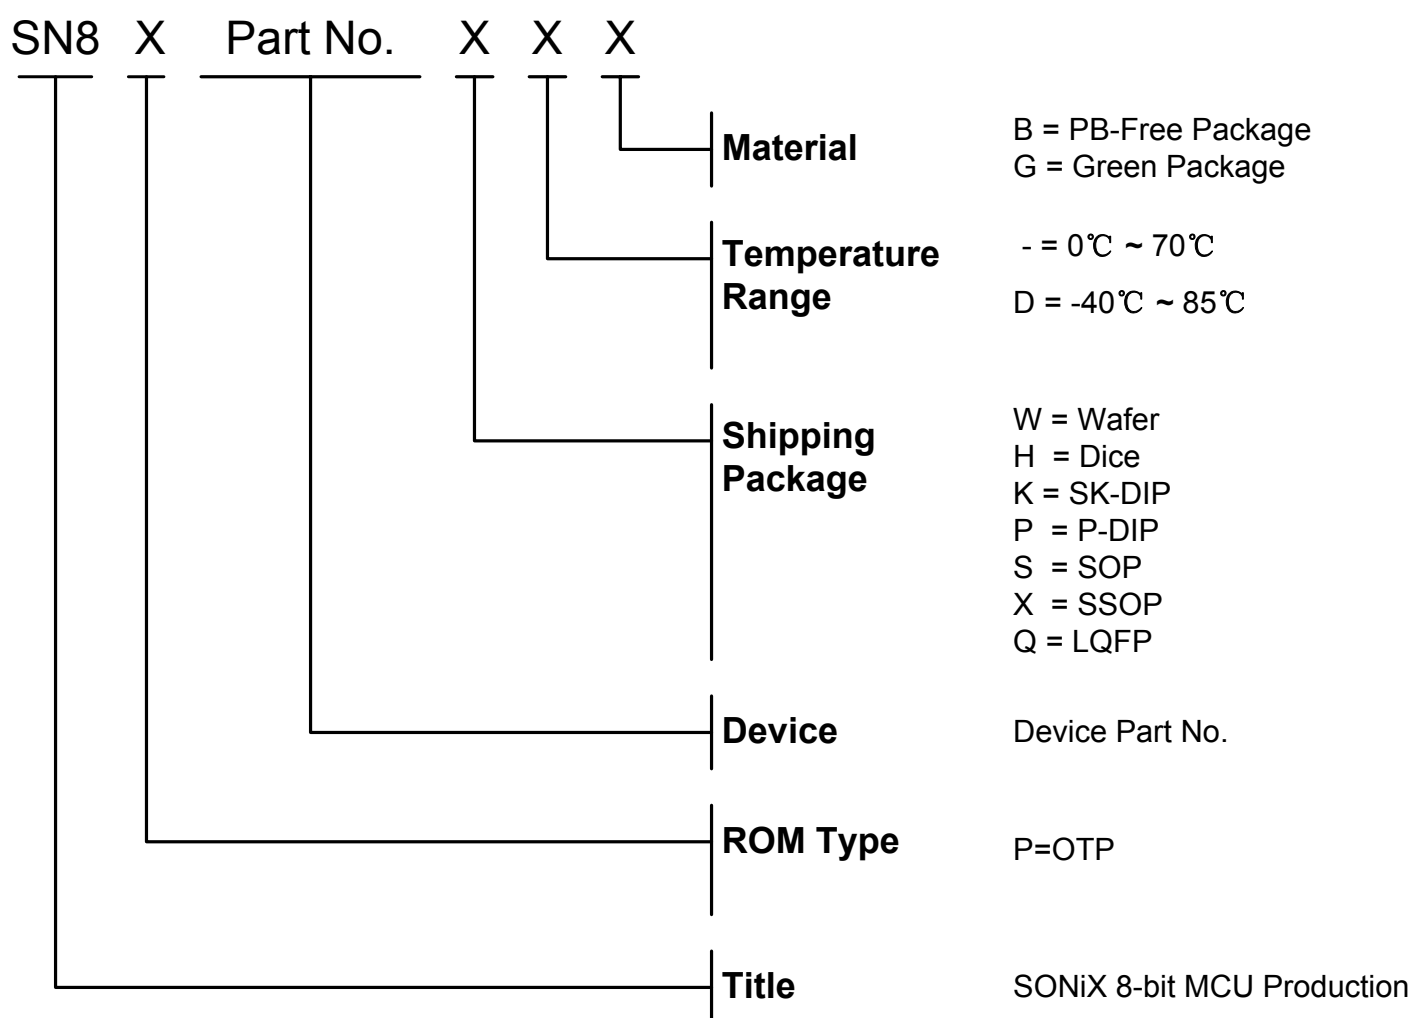 SN8 X Part No. X X X
Material
B = PB-Free Package
G = Green Package
Temperature
Range
- = 0℃ ~ 70℃
D = -40℃ ~ 85℃
Shipping
Package
W = Wafer
H = Dice
K = SK-DIP
P = P-DIP
S = SOP
X = SSOP
Q = LQFP
Device
Device Part No.
ROM Type
P=OTP
Title
SONiX 8-bit MCU Production